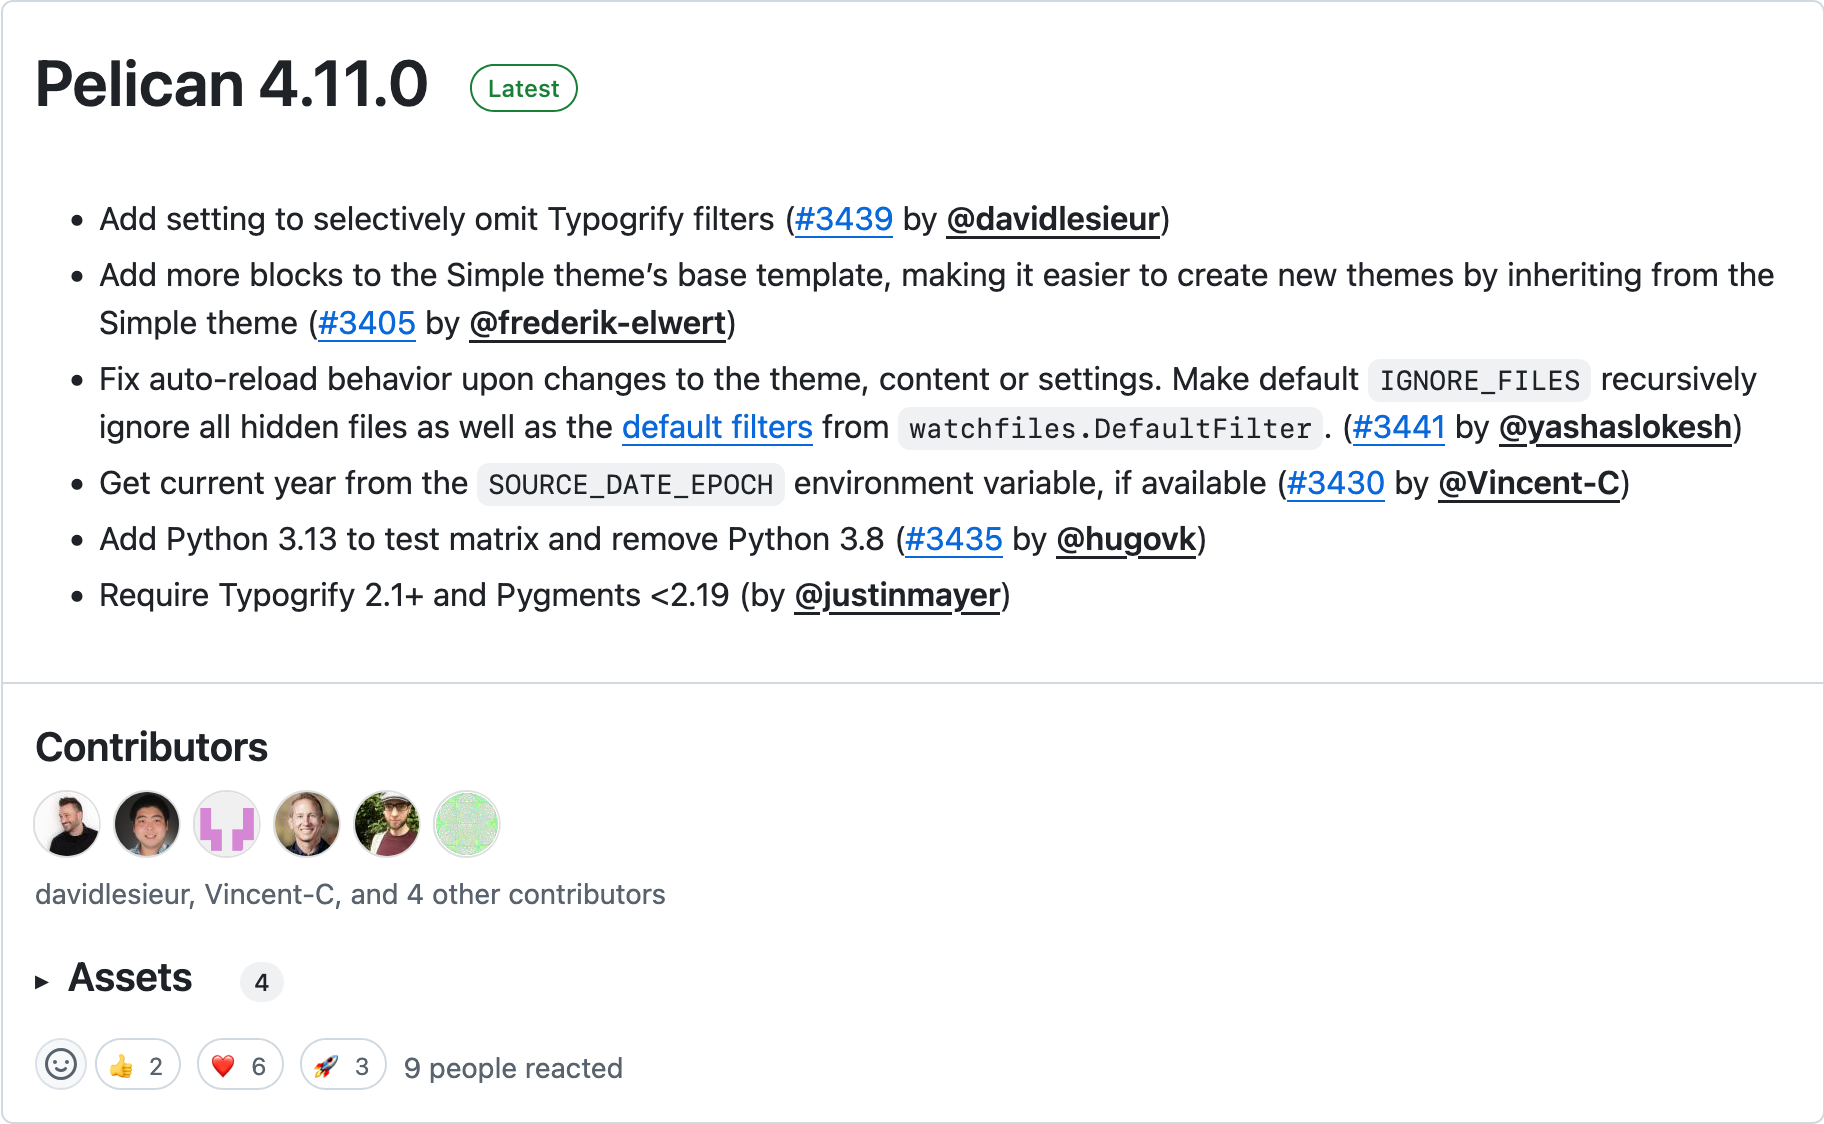 Pelican 4.11.0 Latest
• Add setting to selectively omit Typogrify filters (#3439 by @davidlesieur)
• Add more blocks to the Simple theme’s base template, making it easier to create new themes by inheriting from the
Simple theme (#3405 by @frederik-elwert)
• Fix auto-reload behavior upon changes to the theme, content or settings. Make default IGNORE_FILES recursively
ignore all hidden files as well as the default filters from watchfiles.DefaultFilter. (#3441 by @yashaslokesh)
• Get current year from the SOURCE_DATE_EPOCH environment variable, if available (#3430 by @Vincent-C)
• Add Python 3.13 to test matrix and remove Python 3.8 (#3435 by @hugovk)
• Require Typogrify 2.1+ and Pygments <2.19 (by @justinmayer)
Contributors
davidlesieur, Vincent-C, and 4 other contributors
Assets 4
👍 2 ❤️ 6 🚀 3 9 people reacted